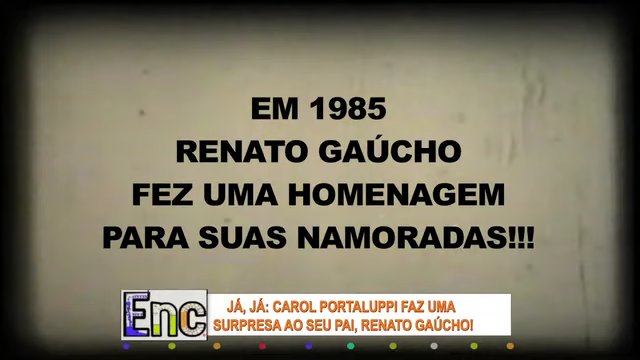 EM 1985
RENATO GAÚCHO
FEZ UMA HOMENAGEM
PARA SUAS NAMORADAS!!!
Enc
JÁ, JÁ: CAROL PORTALUPPI FAZ UMA
SURPRESA AO SEU PAI, RENATO GAÚCHO!